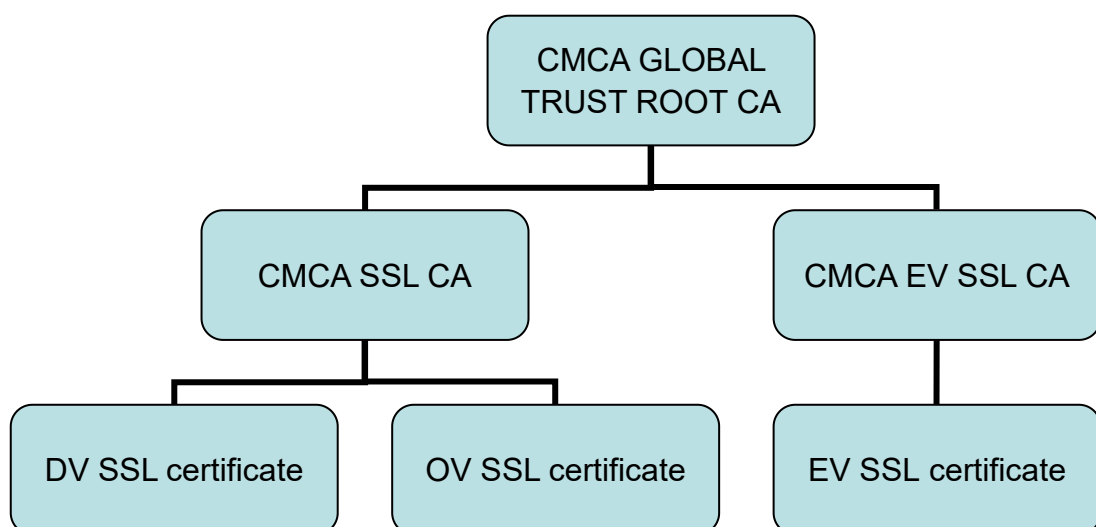 CMCA GLOBAL
TRUST ROOT CA
CMCA SSL CA
CMCA EV SSL CA
DV SSL certificate
OV SSL certificate
EV SSL certificate